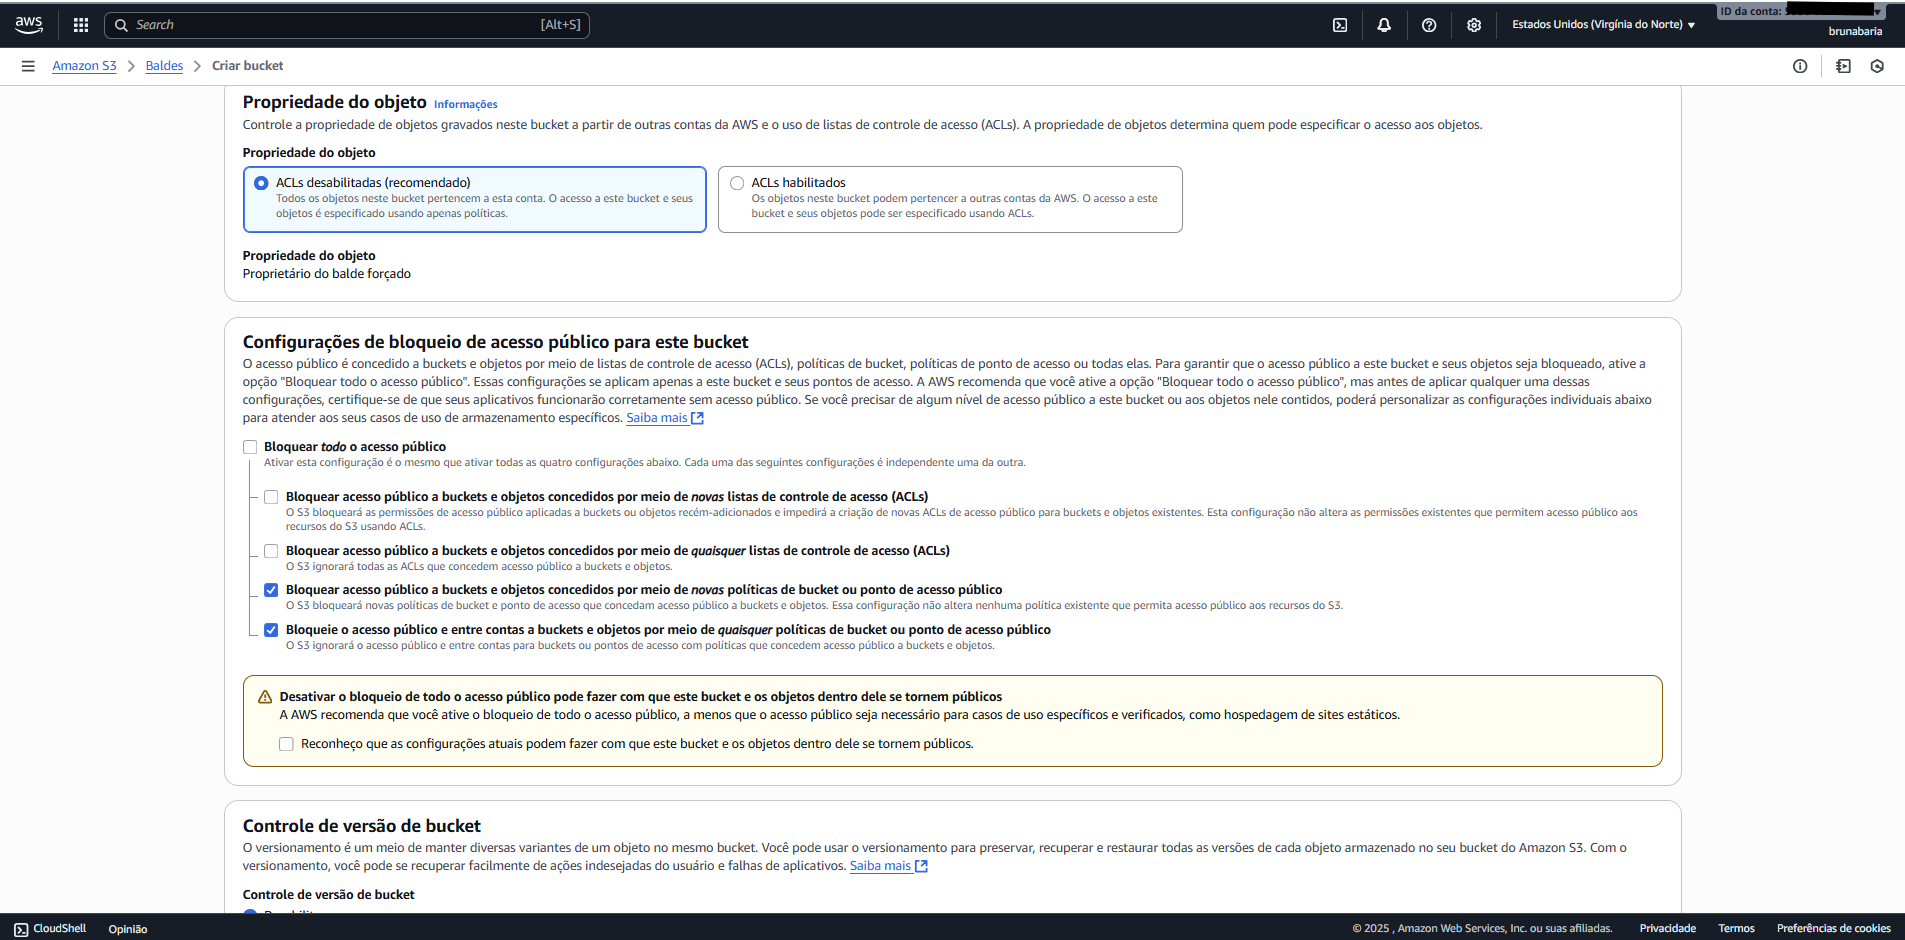 aws
Search
[Alt+S]
Estados Unidos (Virgínia do Norte)
ID da conta:
brunabaria
Amazon S3
Baldes
Criar bucket
Propriedade do objeto Informações
Controle a propriedade de objetos gravados neste bucket a partir de outras contas da AWS e o uso de listas de controle de acesso (ACLs). A propriedade de objetos determina quem pode especificar o acesso aos objetos.
Propriedade do objeto
ACLs desabilitadas (recomendado)
Todos os objetos neste bucket pertencem a esta conta. O acesso a este bucket e seus
objetos é especificado usando apenas políticas.
ACLs habilitados
Os objetos neste bucket podem pertencer a outras contas da AWS. O acesso a este
bucket e seus objetos pode ser especificado usando ACLs.
Propriedade do objeto
Proprietário do balde forçado
Configurações de bloqueio de acesso público para este bucket
O acesso público é concedido a buckets e objetos por meio de listas de controle de acesso (ACLs), políticas de bucket, políticas de ponto de acesso ou todas elas. Para garantir que o acesso público a este bucket e seus objetos seja bloqueado, ative a
opção "Bloquear todo o acesso público". Essas configurações se aplicam apenas a este bucket e seus pontos de acesso. A AWS recomenda que você ative a opção "Bloquear todo o acesso público", mas antes de aplicar qualquer uma dessas
configurações, certifique-se de que seus aplicativos funcionarão corretamente sem acesso público. Se você precisar de algum nível de acesso público a este bucket ou aos objetos nele contidos, poderá personalizar as configurações individuais abaixo
para atender aos seus casos de uso de armazenamento específicos. Saiba mais
Bloquear todo o acesso público
Ativar esta configuração é o mesmo que ativar todas as quatro configurações abaixo. Cada uma das seguintes configurações é independente uma da outra.
Bloquear acesso público a buckets e objetos concedidos por meio de novas listas de controle de acesso (ACLs)
O S3 bloqueará as permissões de acesso público aplicadas a buckets ou objetos recém-adicionados e impedirá a criação de novas ACLs de acesso público para buckets e objetos existentes. Esta configuração não altera as permissões existentes que permitem acesso público aos
recursos do S3 usando ACLs.
Bloquear acesso público a buckets e objetos concedidos por meio de quaisquer listas de controle de acesso (ACLs)
O S3 ignorará todas as ACLs que concedem acesso público a buckets e objetos.
Bloquear acesso público a buckets e objetos concedidos por meio de novas políticas de bucket ou ponto de acesso público
O S3 bloqueará novas políticas de bucket e ponto de acesso que concedam acesso público a buckets e objetos. Essa configuração não altera nenhuma política existente que permita acesso público aos recursos do S3.
Bloqueie o acesso público e entre contas a buckets e objetos por meio de quaisquer políticas de bucket ou ponto de acesso público
O S3 ignorará o acesso público e entre contas para buckets ou pontos de acesso com políticas que concedem acesso público a buckets e objetos.
Desativar o bloqueio de todo o acesso público pode fazer com que este bucket e os objetos dentro dele se tornem públicos
A AWS recomenda que você ative o bloqueio de todo o acesso público, a menos que o acesso público seja necessário para casos de uso específicos e verificados, como hospedagem de sites estáticos.
Reconheço que as configurações atuais podem fazer com que este bucket e os objetos dentro dele se tornem públicos.
Controle de versão de bucket
O versionamento é um meio de manter diversas variantes de um objeto no mesmo bucket. Você pode usar o versionamento para preservar, recuperar e restaurar todas as versões de cada objeto armazenado no seu bucket do Amazon S3. Com o
versionamento, você pode se recuperar facilmente de ações indesejadas do usuário e falhas de aplicativos. Saiba mais
Controle de versão de bucket
CloudShell
Opinião
© 2025 , Amazon Web Services, Inc. ou suas afiliadas.
Privacidade
Termos
Preferências de cookies